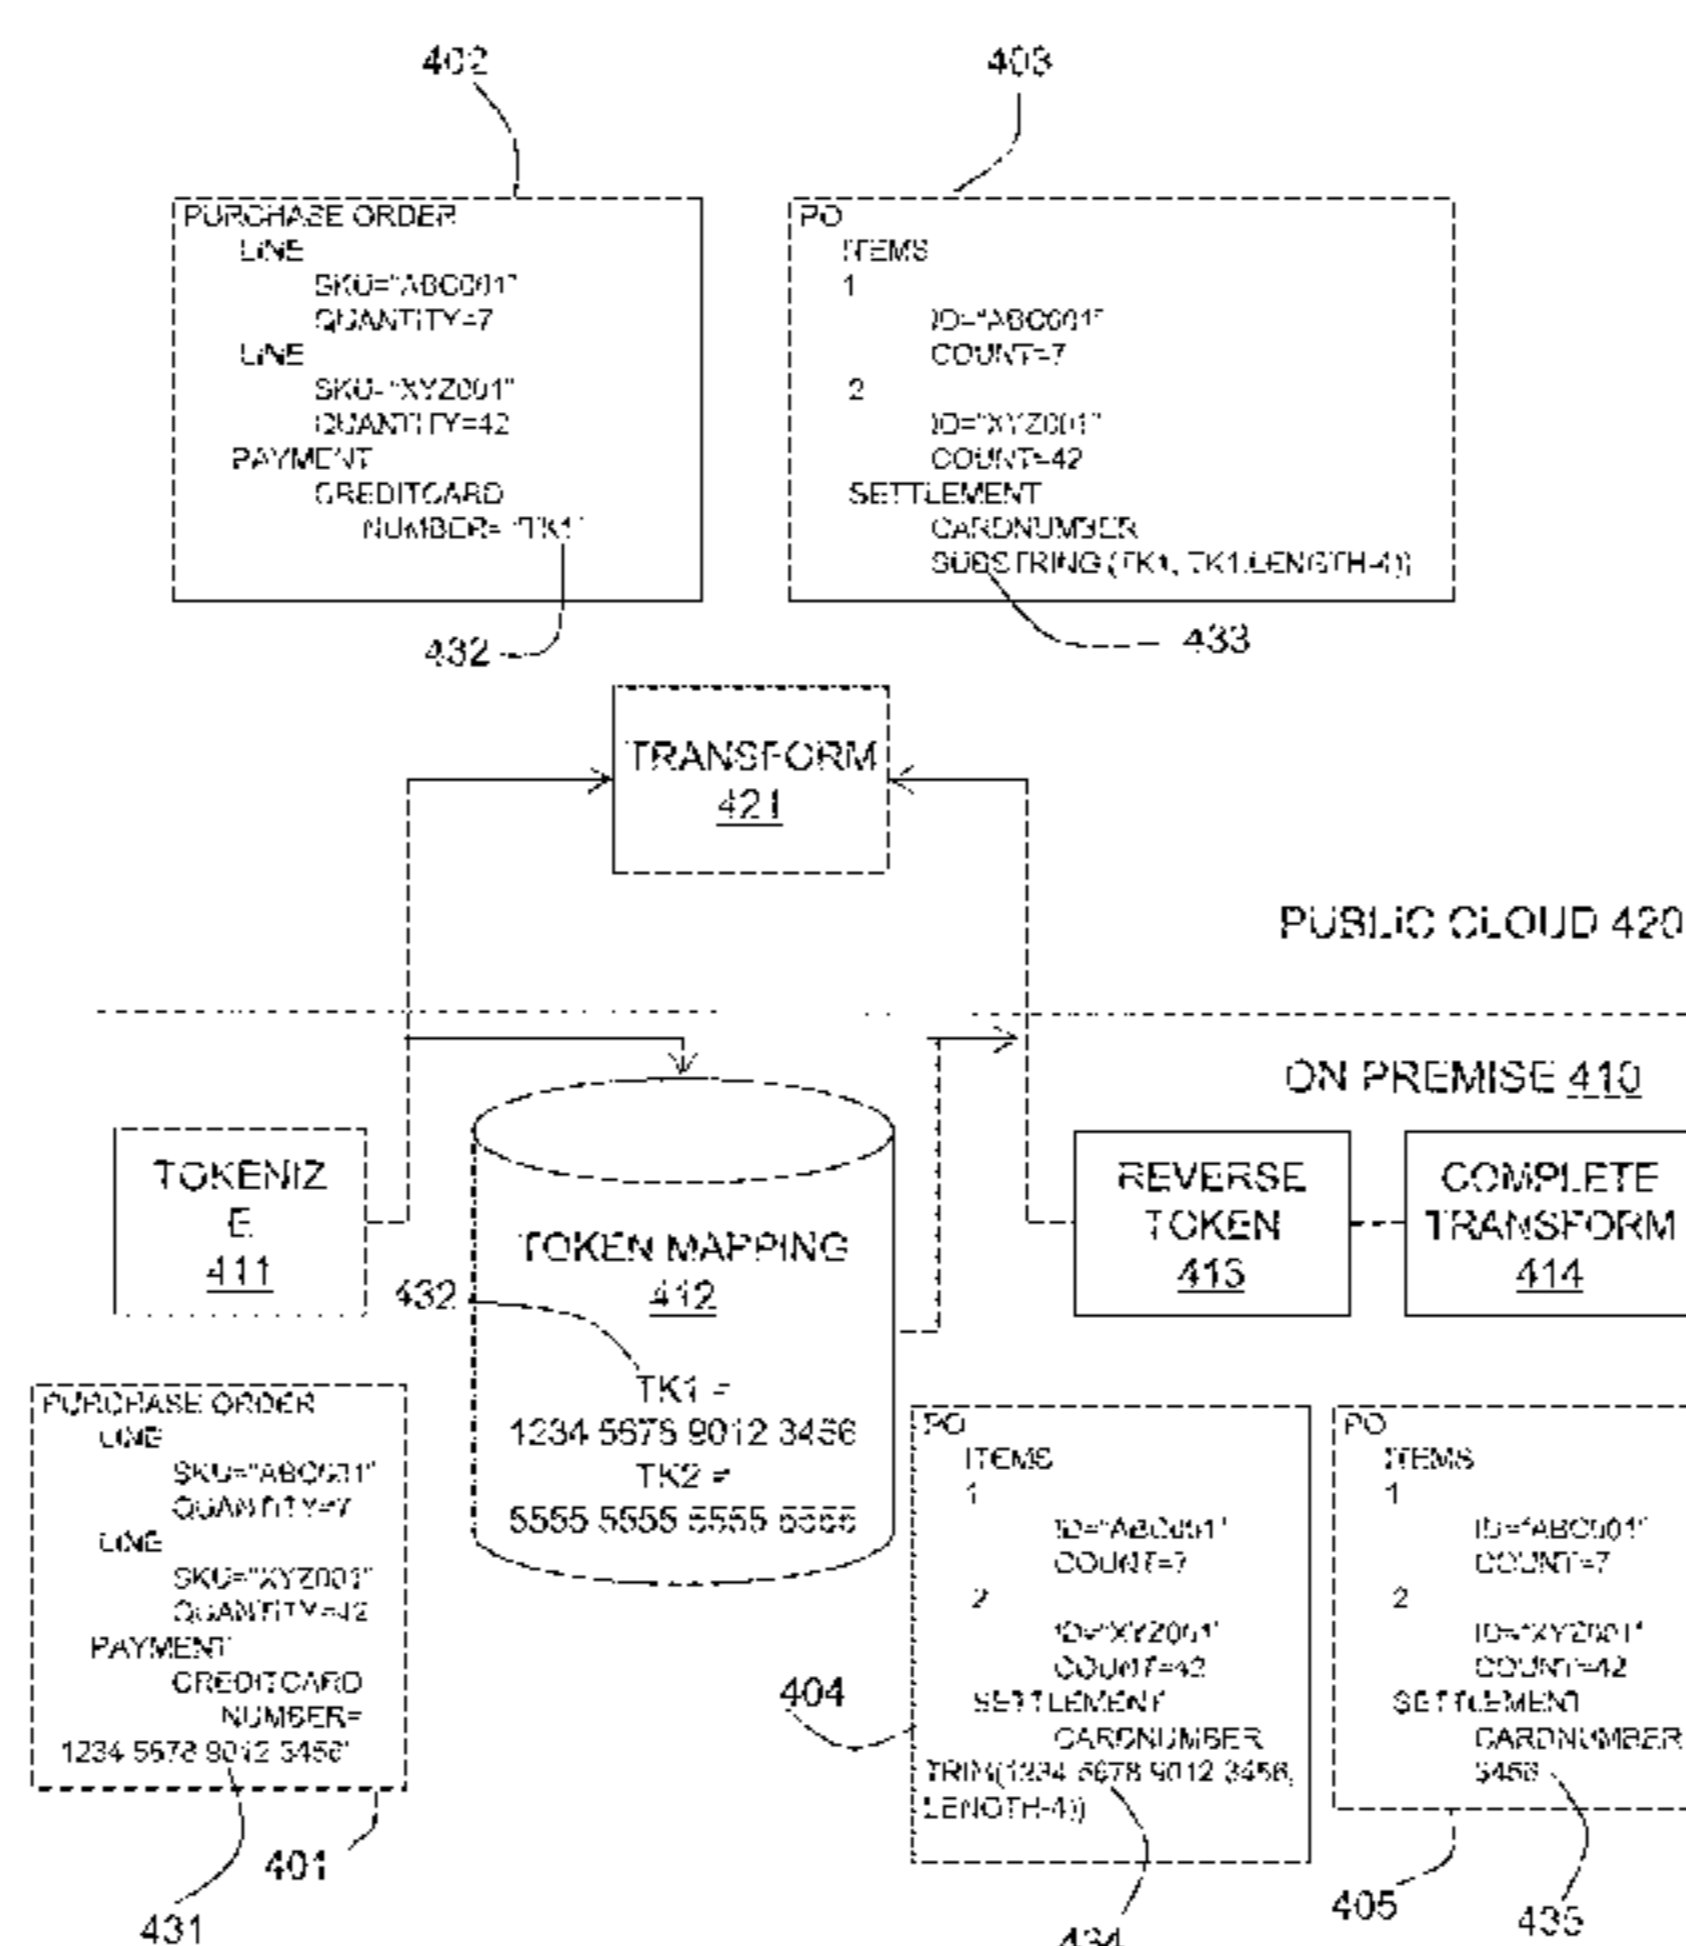 402
403
PURCHASE ORDER
LINE
SKU="ABC001"
QUANTITY=7
LINE
SKU="XYZ001"
QUANTITY=42
PAYMENT
CREDITCARD
NUMBER= "TK1"
432
PO
ITEMS
1
ID="ABC001"
COUNT=7
2
ID="XYZ001"
COUNT=42
SETTLEMENT
CARDNUMBER
SUBSTRING (TK1, TK1.LENGTH-4))
433
TRANSFORM
421
PUBLIC CLOUD 420
ON PREMISE 410
TOKENIZ
E
411
TOKEN MAPPING
412
432
TK1 =
1234 5678 9012 3456
TK2 =
5555 5555 5555 5555
REVERSE
TOKEN
413
COMPLETE
TRANSFORM
414
PURCHASE ORDER
LINE
SKU="ABC001"
QUANTITY=7
LINE
SKU="XYZ001"
QUANTITY=42
PAYMENT
CREDITCARD
NUMBER=
1234 5678 9012 3456"
401
431
PO
ITEMS
1
ID="ABC001"
COUNT=7
2
ID="XYZ001"
COUNT=42
SETTLEMENT
CARDNUMBER
TRIM(1234 5678 9012 3456,
LENGTH-4))
404
434
PO
ITEMS
1
ID="ABC001"
COUNT=7
2
ID="XYZ001"
COUNT=42
SETTLEMENT
CARDNUMBER
3456
405
435